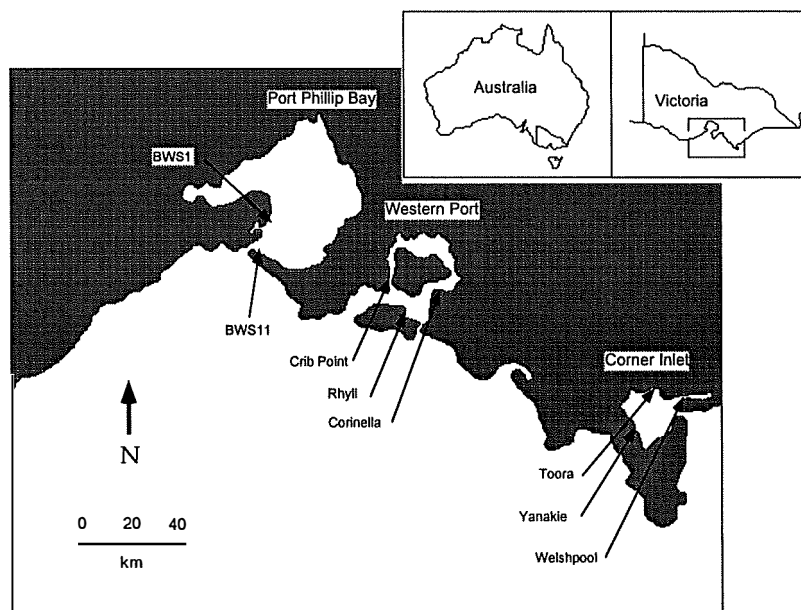 Australia
Victoria
Port Phillip Bay
BWS1
Western Port
BWS11
Crib Point
Rhyll
Corinella
Corner Inlet
Toora
Yanakie
Welshpool
N
0 20 40
km